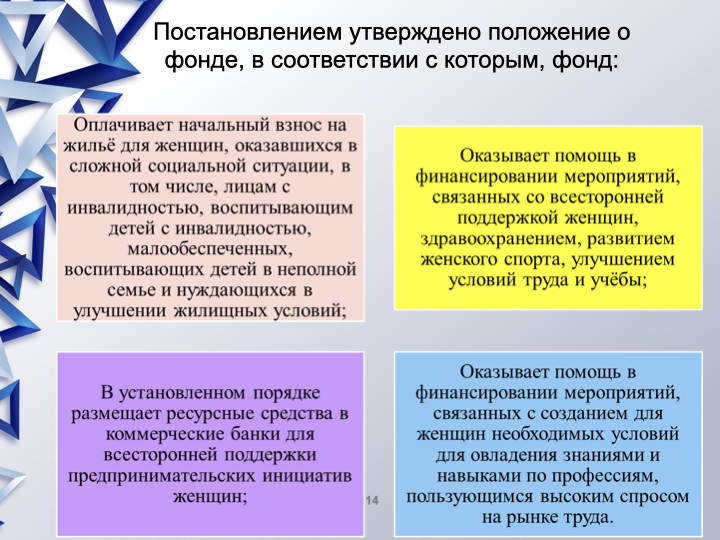 Постановлением утверждено положение о
фонде, в соответствии с которым, фонд:
Оплачивает начальный взнос на
жильё для женщин, оказавшихся в
сложной социальной ситуации, в
том числе, лицам с
инвалидностью, воспитывающим
детей с инвалидностью,
малообеспеченных,
воспитывающих детей в неполной
семье и нуждающихся в
улучшении жилищных условий;
Оказывает помощь в
финансировании мероприятий,
связанных со всесторонней
поддержкой женщин,
здравоохранением, развитием
женского спорта, улучшением
условий труда и учёбы;
В установленном порядке
размещает ресурсные средства в
коммерческие банки для
всесторонней поддержки
предпринимательских инициатив
женщин;
Оказывает помощь в
финансировании мероприятий,
связанных с созданием для
женщин необходимых условий
для овладения знаниями и
навыками по профессиям,
пользующимся высоким спросом
на рынке труда.
14